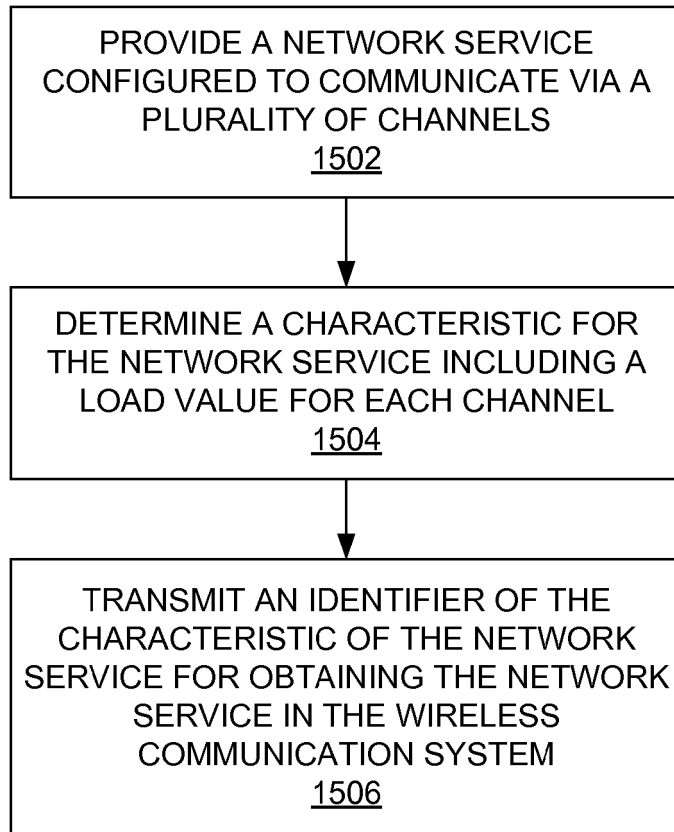 PROVIDE A NETWORK SERVICE
CONFIGURED TO COMMUNICATE VIA A
PLURALITY OF CHANNELS
1502
DETERMINE A CHARACTERISTIC FOR
THE NETWORK SERVICE INCLUDING A
LOAD VALUE FOR EACH CHANNEL
1504
TRANSMIT AN IDENTIFIER OF THE
CHARACTERISTIC OF THE NETWORK
SERVICE FOR OBTAINING THE NETWORK
SERVICE IN THE WIRELESS
COMMUNICATION SYSTEM
1506